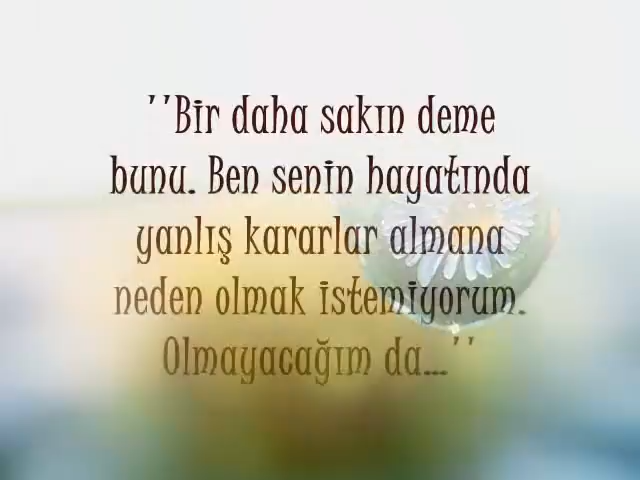 ''Bir daha sakın deme
bunu. Ben senin hayatında
yanlış kararlar almana
neden olmak istemiyorum.
Olmayacağım da...''